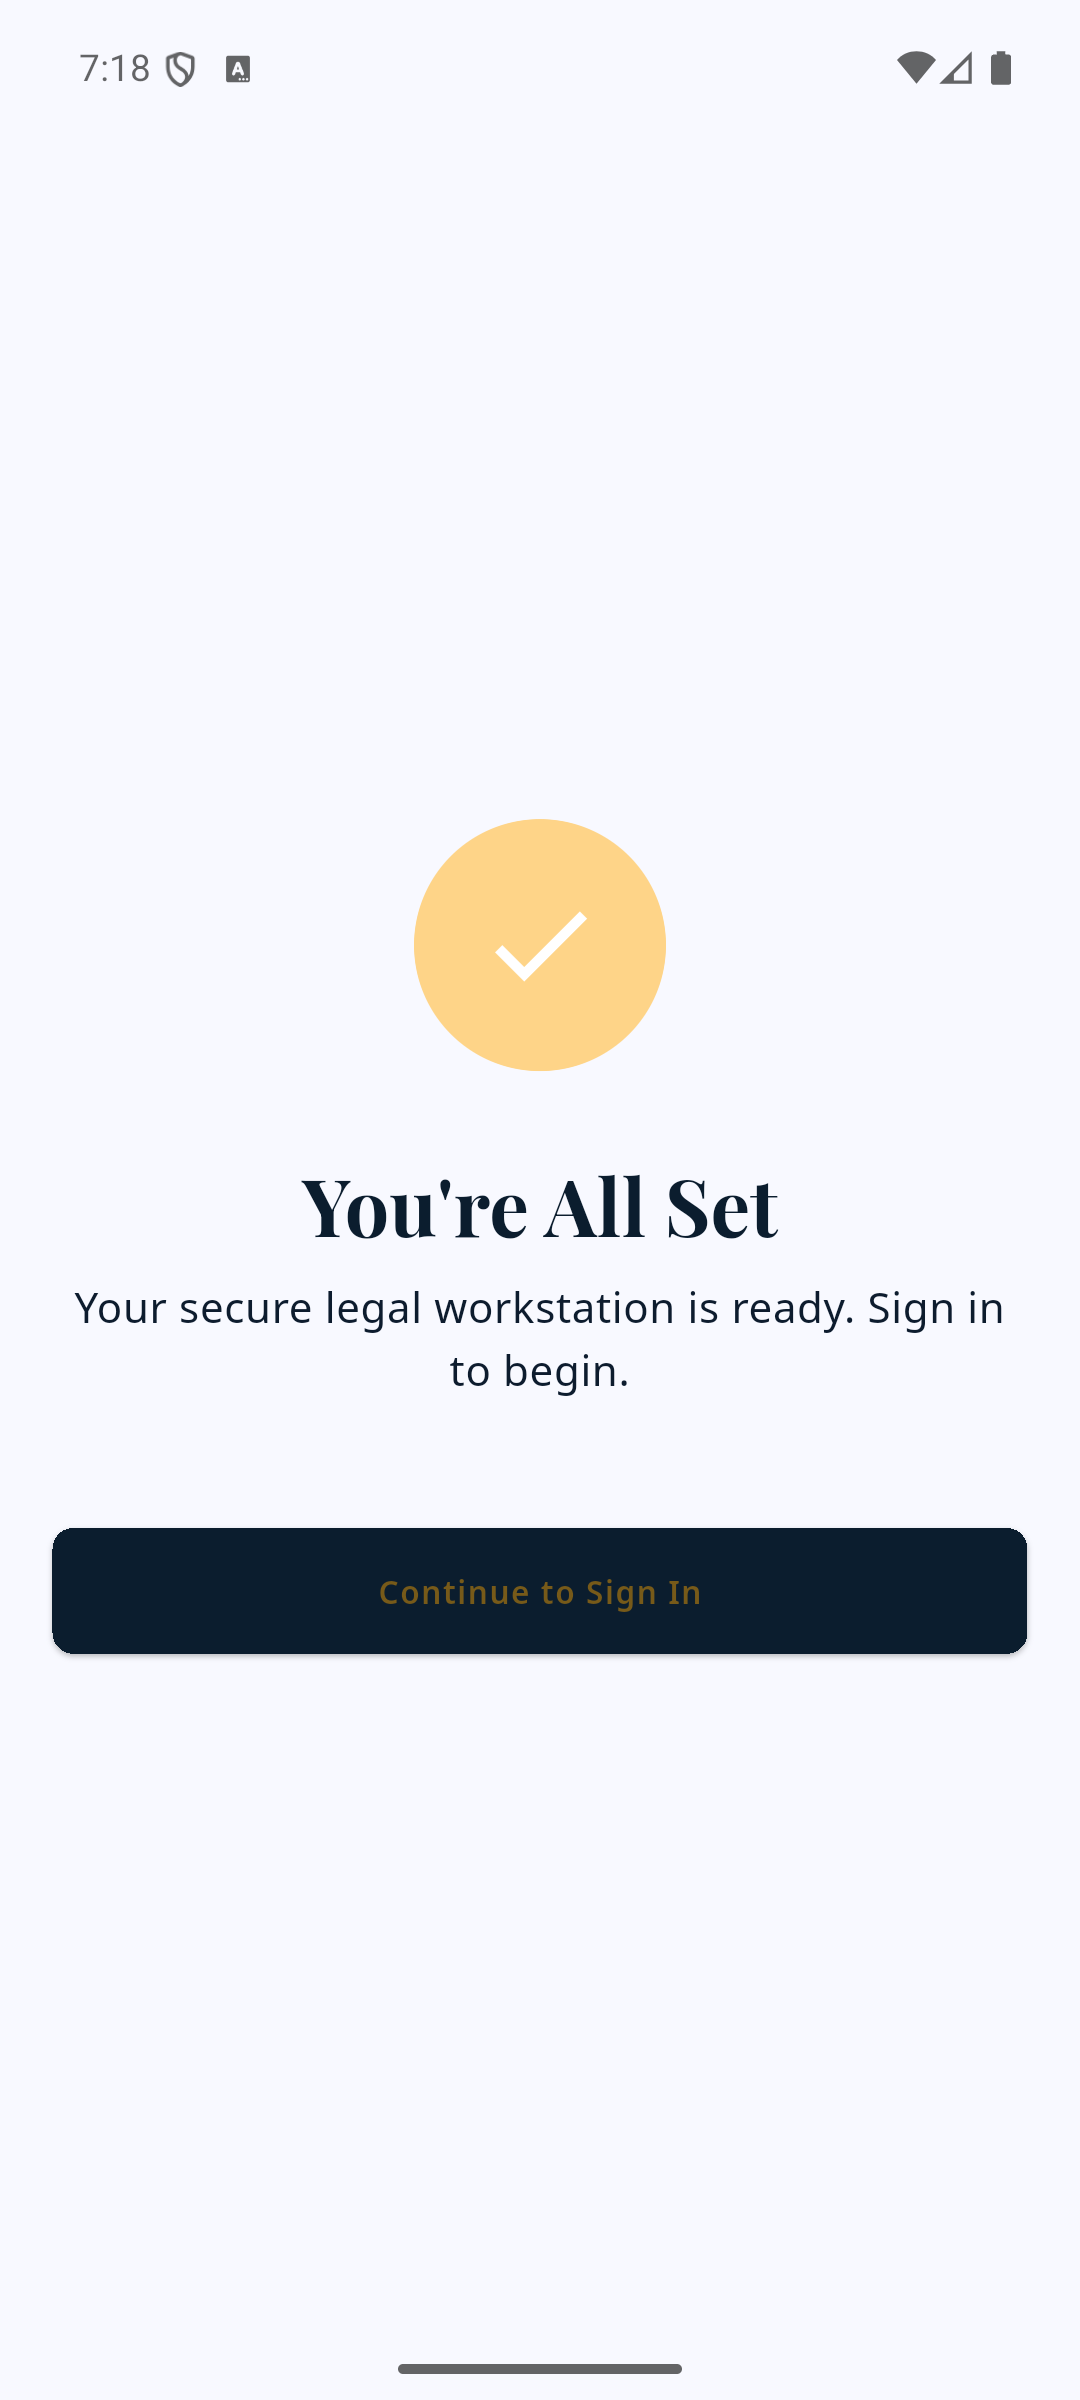 7:18
You're All Set
Your secure legal workstation is ready. Sign in
to begin.
Continue to Sign In